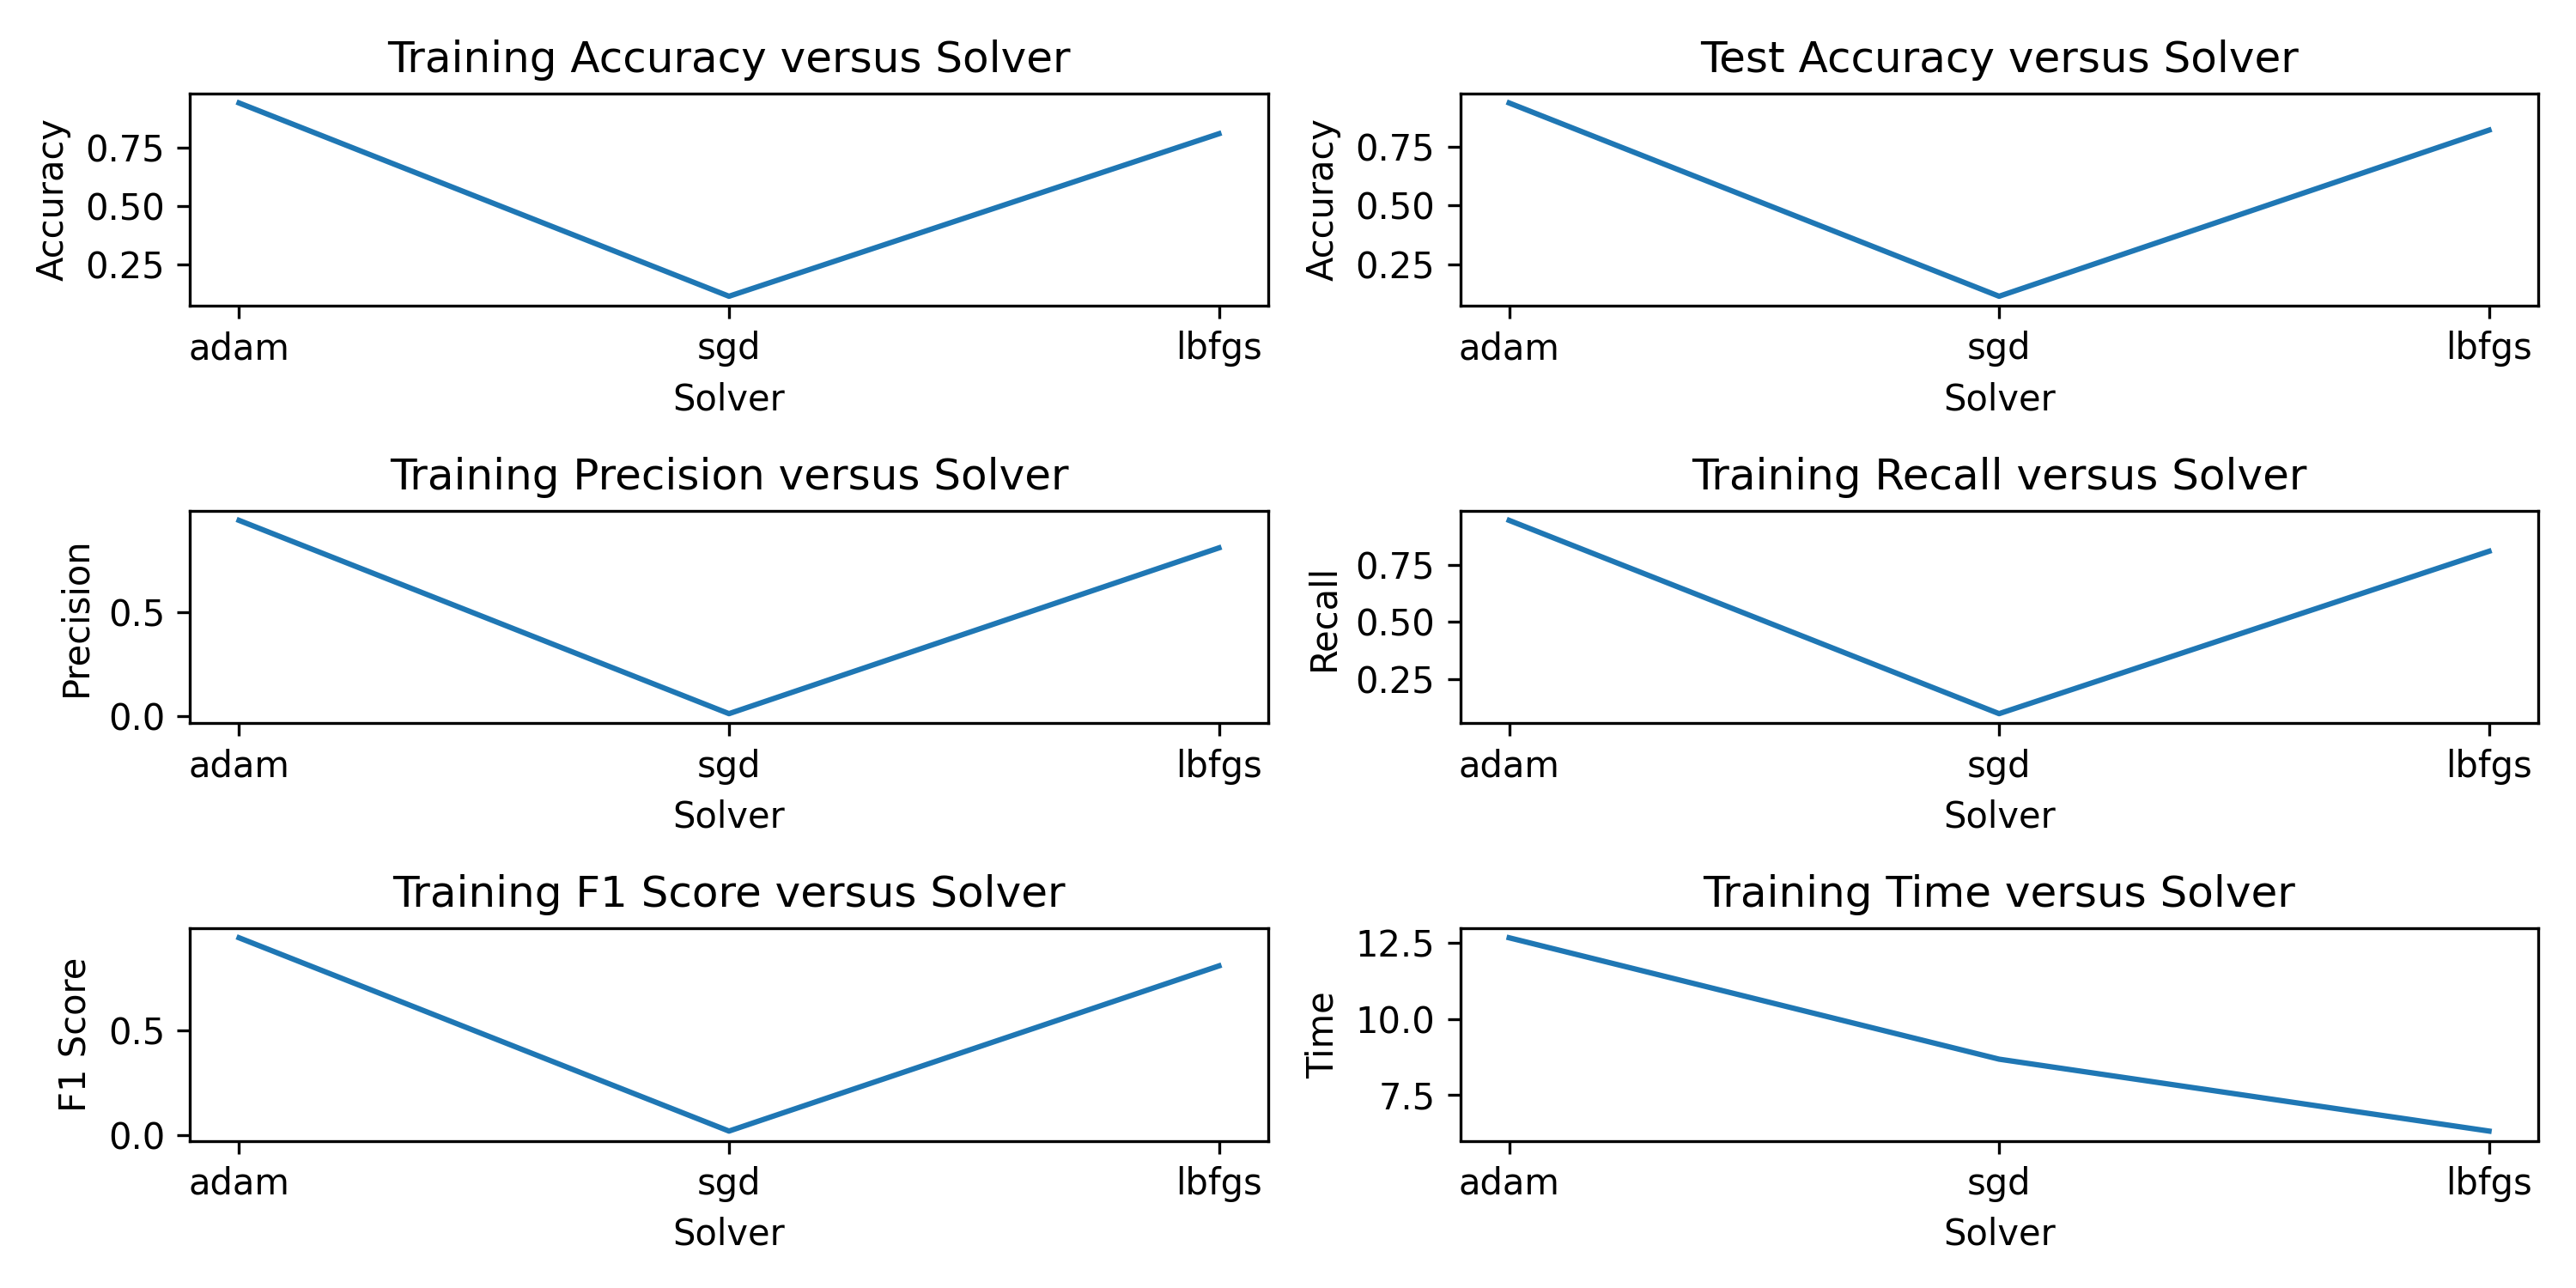 Training Accuracy versus Solver
Accuracy
0.75
0.50
0.25
adam sgd lbfgs
Solver
Test Accuracy versus Solver
Accuracy
0.75
0.50
0.25
adam sgd lbfgs
Solver
Training Precision versus Solver
Precision
0.5
0.0
adam sgd lbfgs
Solver
Training Recall versus Solver
Recall
0.75
0.50
0.25
adam sgd lbfgs
Solver
Training F1 Score versus Solver
F1 Score
0.5
0.0
adam sgd lbfgs
Solver
Training Time versus Solver
Time
12.5
10.0
7.5
adam sgd lbfgs
Solver